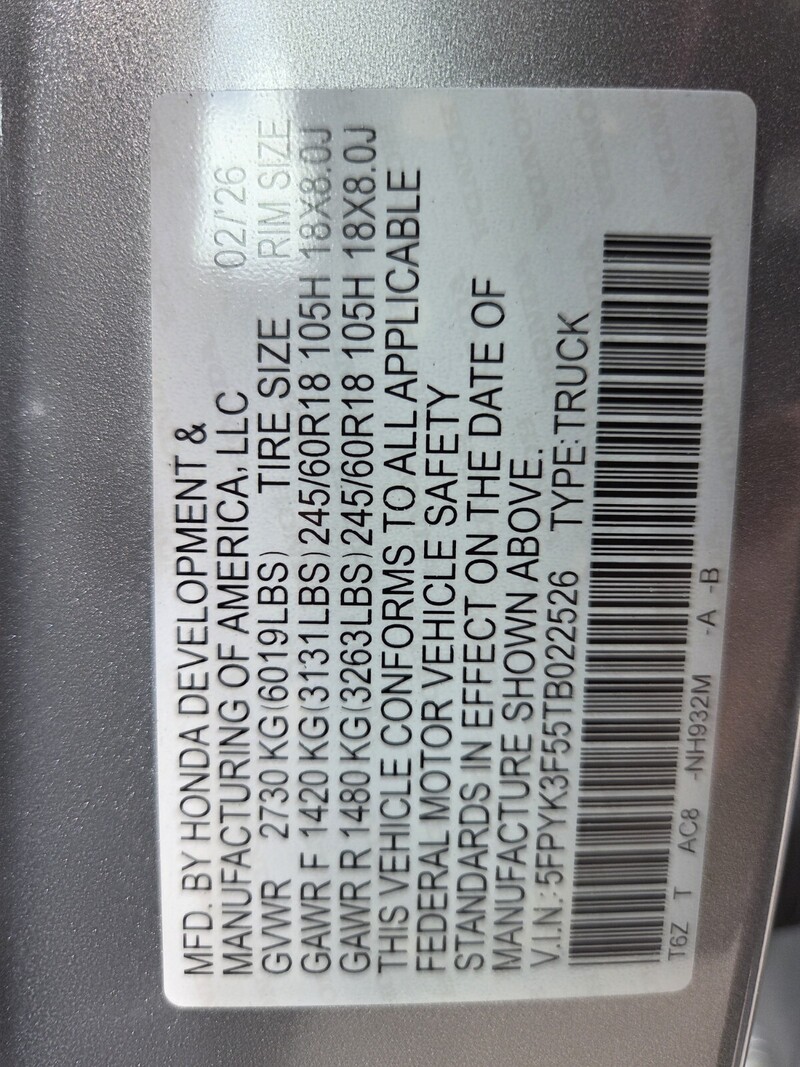 MFD. BY HONDA DEVELOPMENT &
MANUFACTURING OF AMERICA, LLC 02/'26
GVWR 2730 KG(6019LBS) TIRE SIZE RIM SIZE
GAWR F 1420 KG(3131LBS) 245/60R18 105H 18X8.0J
GAWR R 1480 KG(3263LBS) 245/60R18 105H 18X8.0J
THIS VEHICLE CONFORMS TO ALL APPLICABLE
FEDERAL MOTOR VEHICLE SAFETY
STANDARDS IN EFFECT ON THE DATE OF
MANUFACTURE SHOWN ABOVE.
V.I.N.: 5FPYK3F55TB022526 TYPE:TRUCK
T6Z T AC8 -NH932M -A -B